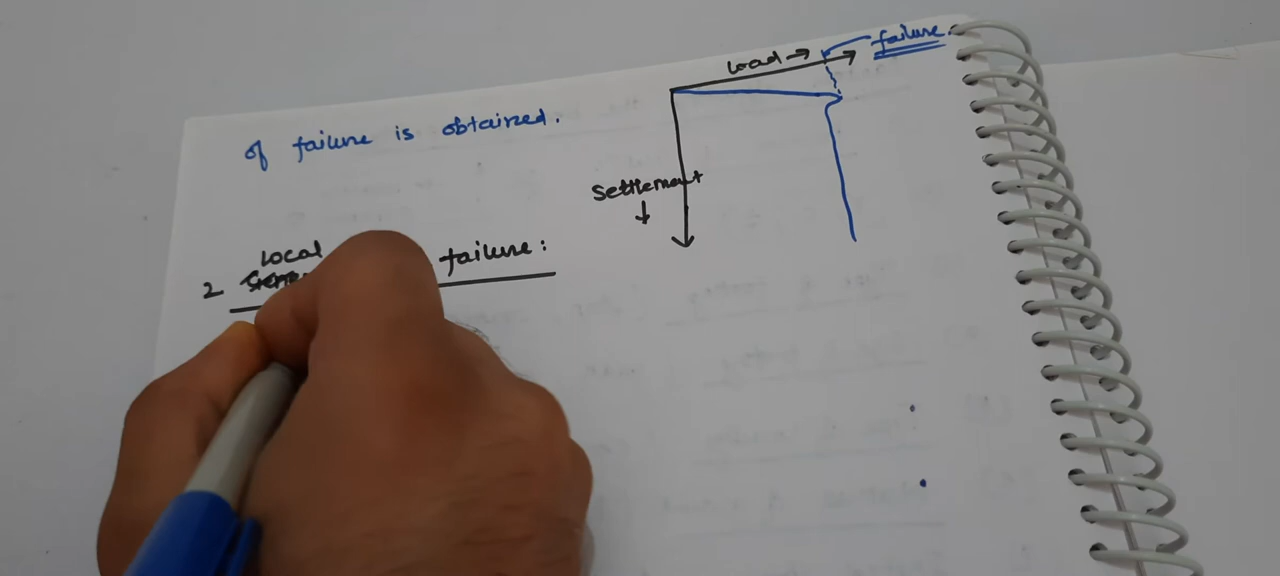 of failure is obtained.
Load → failure.
Settlement ↓
2 Local failure: